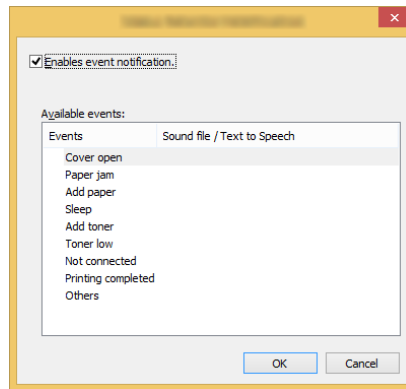 Enables event notification.
Available events:
Events Sound file / Text to Speech
Cover open
Paper jam
Add paper
Sleep
Add toner
Toner low
Not connected
Printing completed
Others
OK Cancel